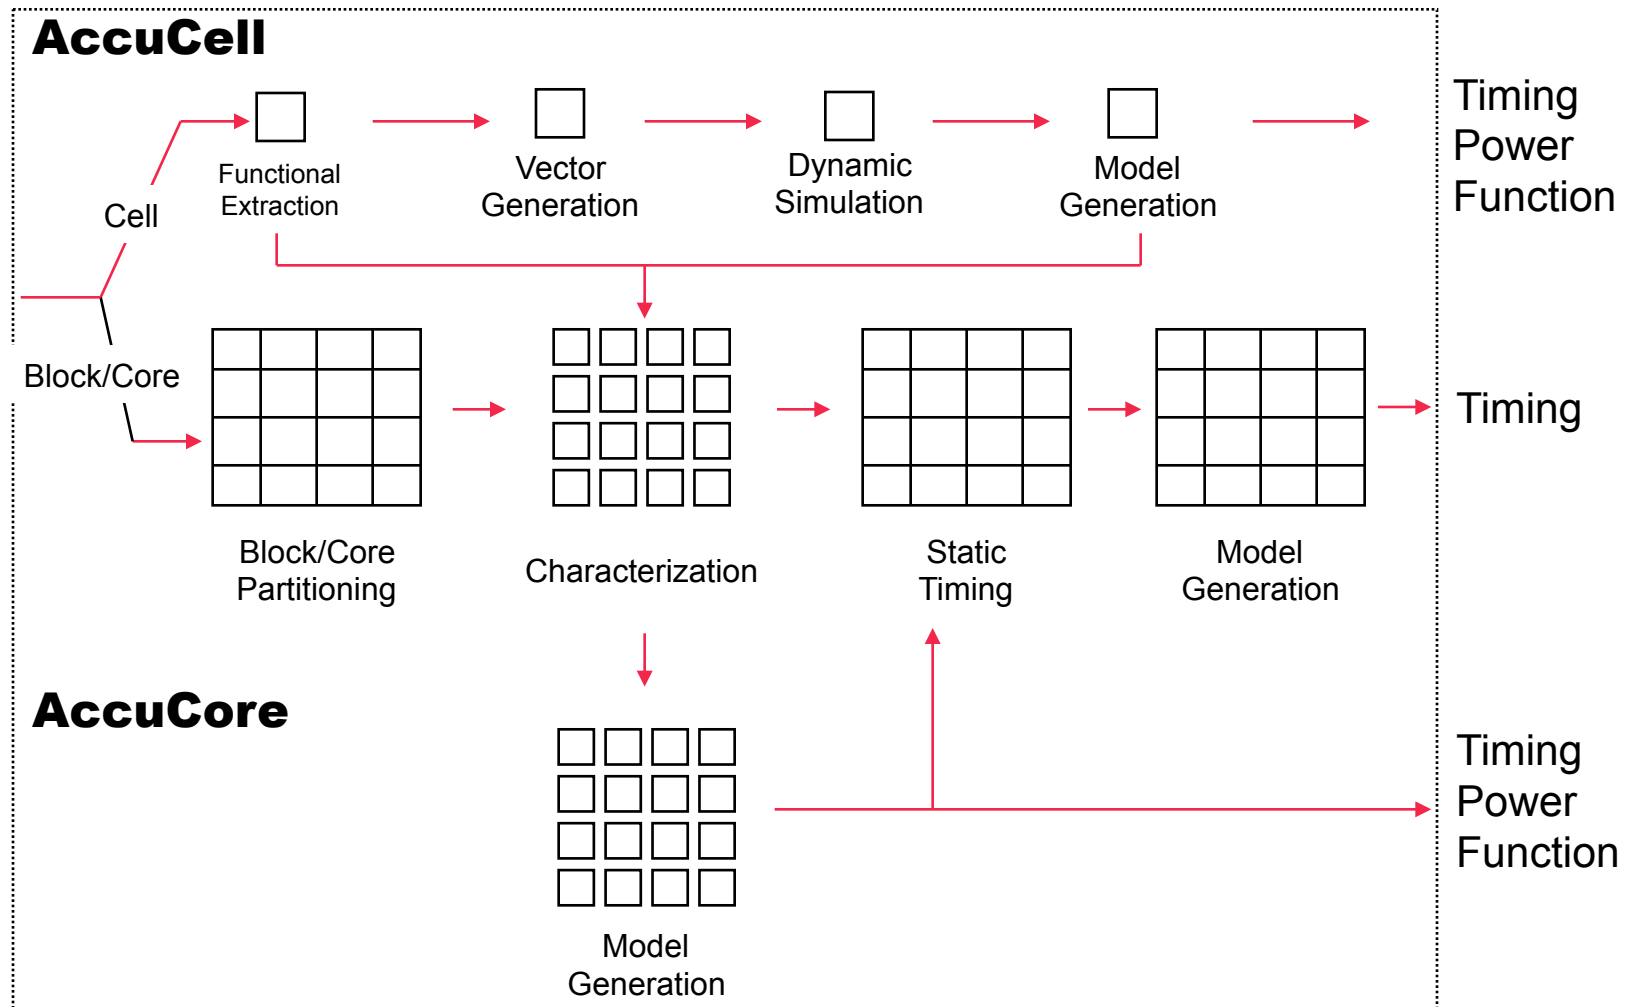 AccuCell
Timing
Power
Function
Functional
Extraction
Vector
Generation
Dynamic
Simulation
Model
Generation
Cell
Block/Core
Timing
Block/Core
Partitioning
Characterization
Static
Timing
Model
Generation
AccuCore
Timing
Power
Function
Model
Generation